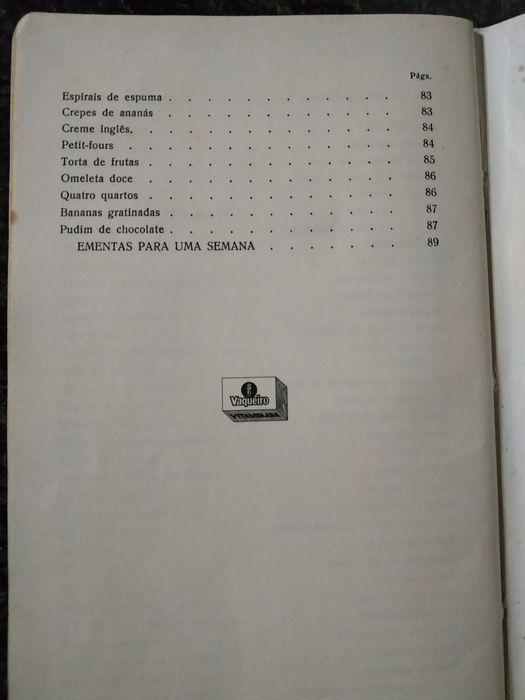 Págs.
Espirais de espuma . . . . . . . . . . . . 83
Crepes de ananás . . . . . . . . . . . . 83
Creme inglês. . . . . . . . . . . . . 84
Petit-fours . . . . . . . . . . . . . 84
Torta de frutas . . . . . . . . . . . . 85
Omeleta doce . . . . . . . . . . . . 86
Quatro quartos . . . . . . . . . . . . 86
Bananas gratinadas . . . . . . . . . . . . 87
Pudim de chocolate . . . . . . . . . . . . 87
EMENTAS PARA UMA SEMANA . . . . . . . 89
Vaqueiro
VITAMINADA